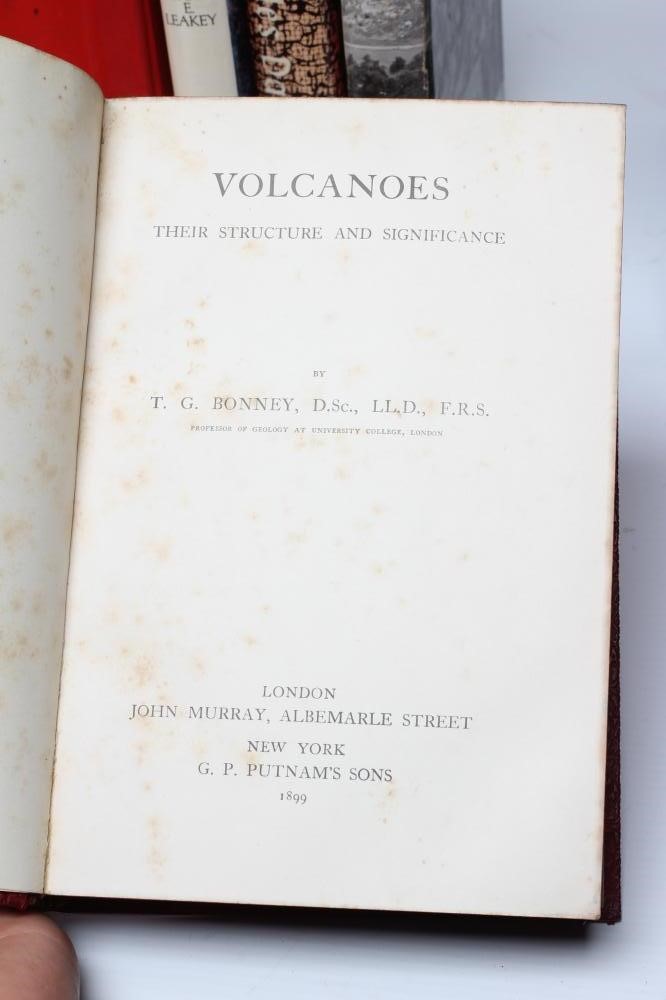 E
LEAKEY
VOLCANOES
THEIR STRUCTURE AND SIGNIFICANCE
BY
T. G. BONNEY, D.Sc., LL.D., F.R.S.
PROFESSOR OF GEOLOGY AT UNIVERSITY COLLEGE, LONDON
LONDON
JOHN MURRAY, ALBEMARLE STREET
NEW YORK
G. P. PUTNAM'S SONS
1899